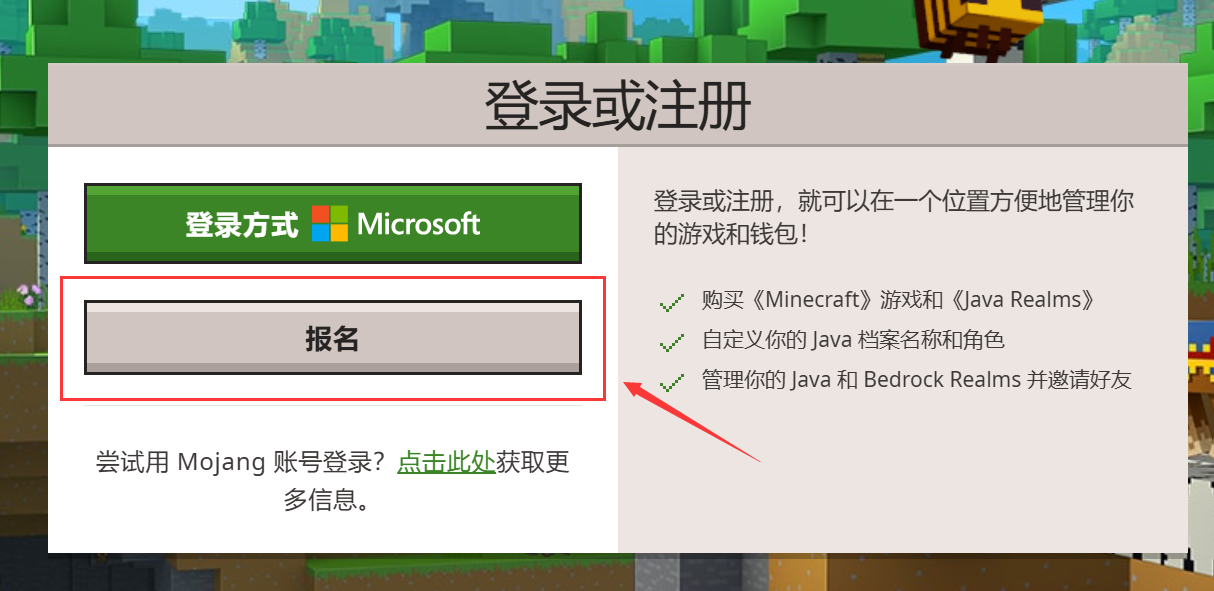 登录或注册
登录方式 Microsoft
报名
尝试用 Mojang 账号登录？点击此处获取更
多信息。
登录或注册，就可以在一个位置方便地管理你
的游戏和钱包！
购买《Minecraft》游戏和《Java Realms》
自定义你的 Java 档案名称和角色
管理你的 Java 和 Bedrock Realms 并邀请好友